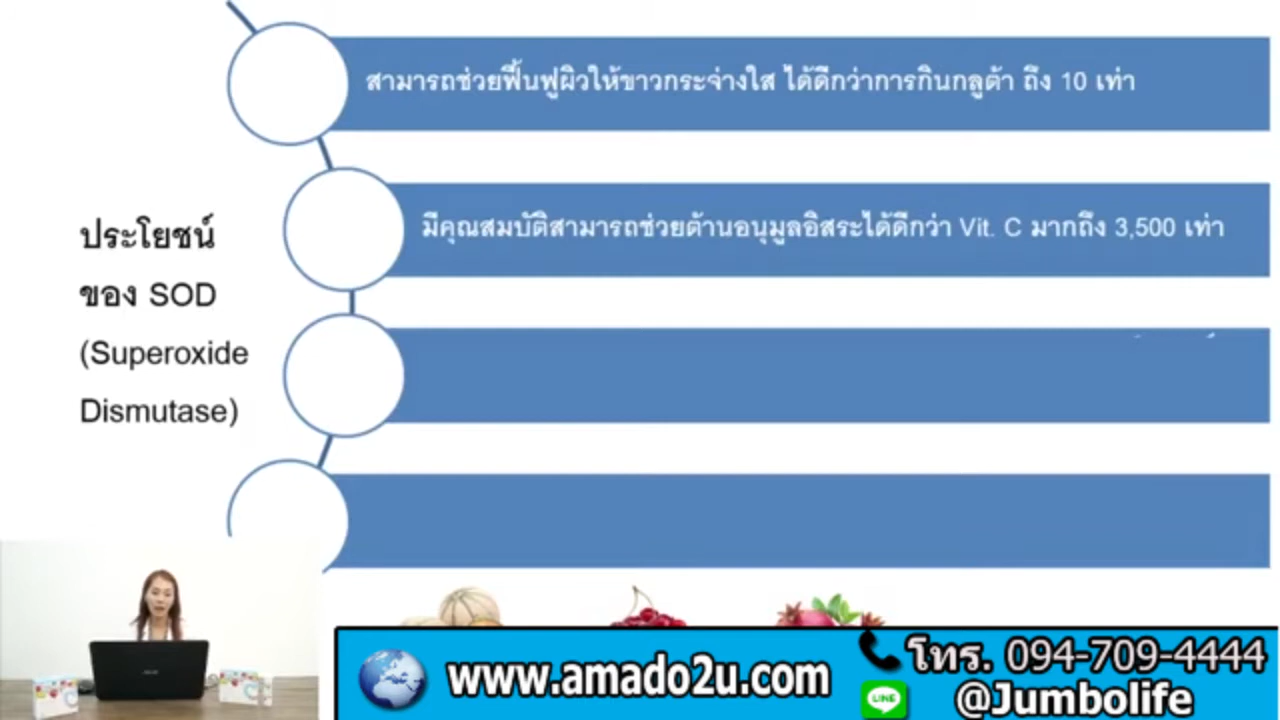 สามารถช่วยฟื้นฟูผิวให้ขาวกระจ่างใส ได้ดีกว่าการกินกลูต้า ถึง 10 เท่า
มีคุณสมบัติสามารถช่วยต้านอนุมูลอิสระได้ดีกว่า Vit. C มากถึง 3,500 เท่า
ประโยชน์
ของ SOD
(Superoxide
Dismutase)
www.amado2u.com
โทร. 094-709-4444
LINE @Jumbolife